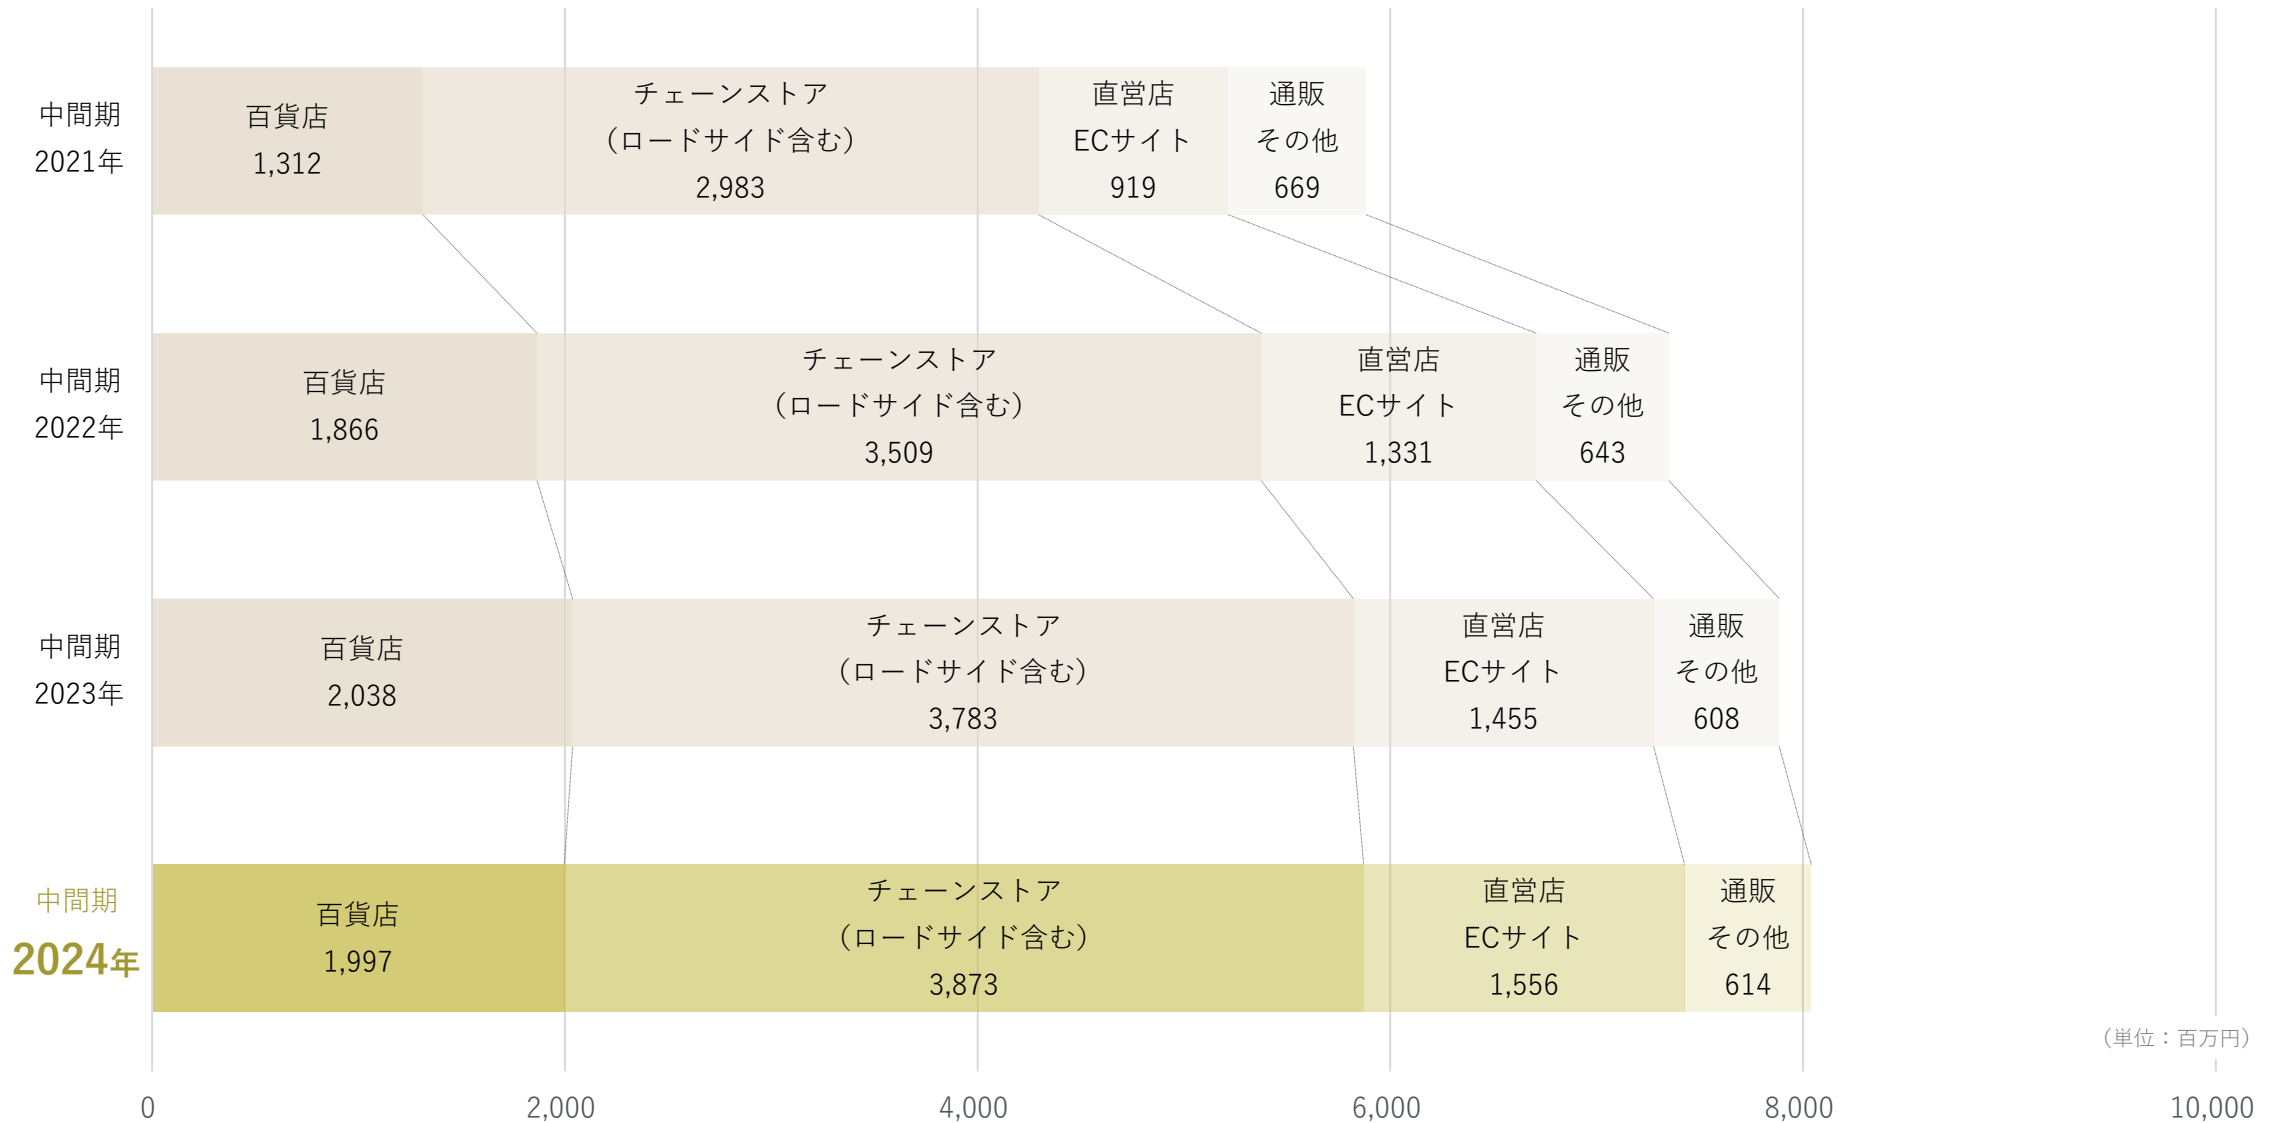 中間期
2021年
百貨店
1,312
チェーンストア
（ロードサイド含む）
2,983
直営店
ECサイト
919
通販
その他
669
中間期
2022年
百貨店
1,866
チェーンストア
（ロードサイド含む）
3,509
直営店
ECサイト
1,331
通販
その他
643
中間期
2023年
百貨店
2,038
チェーンストア
（ロードサイド含む）
3,783
直営店
ECサイト
1,455
通販
その他
608
中間期
2024年
百貨店
1,997
チェーンストア
（ロードサイド含む）
3,873
直営店
ECサイト
1,556
通販
その他
614
（単位：百万円）
0 2,000 4,000 6,000 8,000 10,000